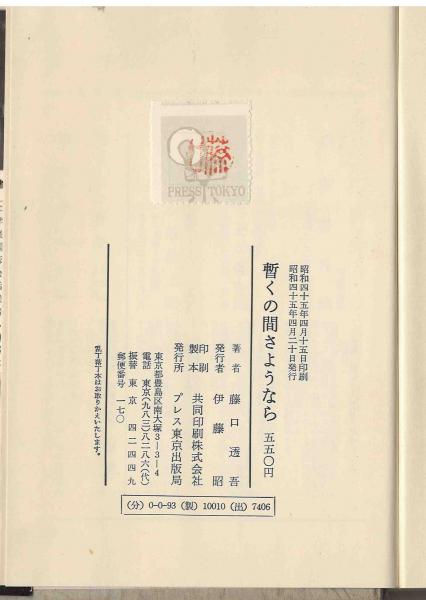 藤
PRESS TOKYO
昭和四十五年四月十五日印刷
昭和四十五年四月二十日発行
暫くの間さようなら 五五〇円
著者 藤口透吾
発行者 伊藤昭
印刷
製本 共同印刷株式会社
発行所 プレス東京出版局
東京都豊島区南大塚3-3-4
電話 東京(九八三)八二八六(代)
振替 東京 四二四四九
郵便番号 一七〇
乱丁落丁本はお取りかえいたします。
(分) 0-0-93 (製) 10010 (出) 7406